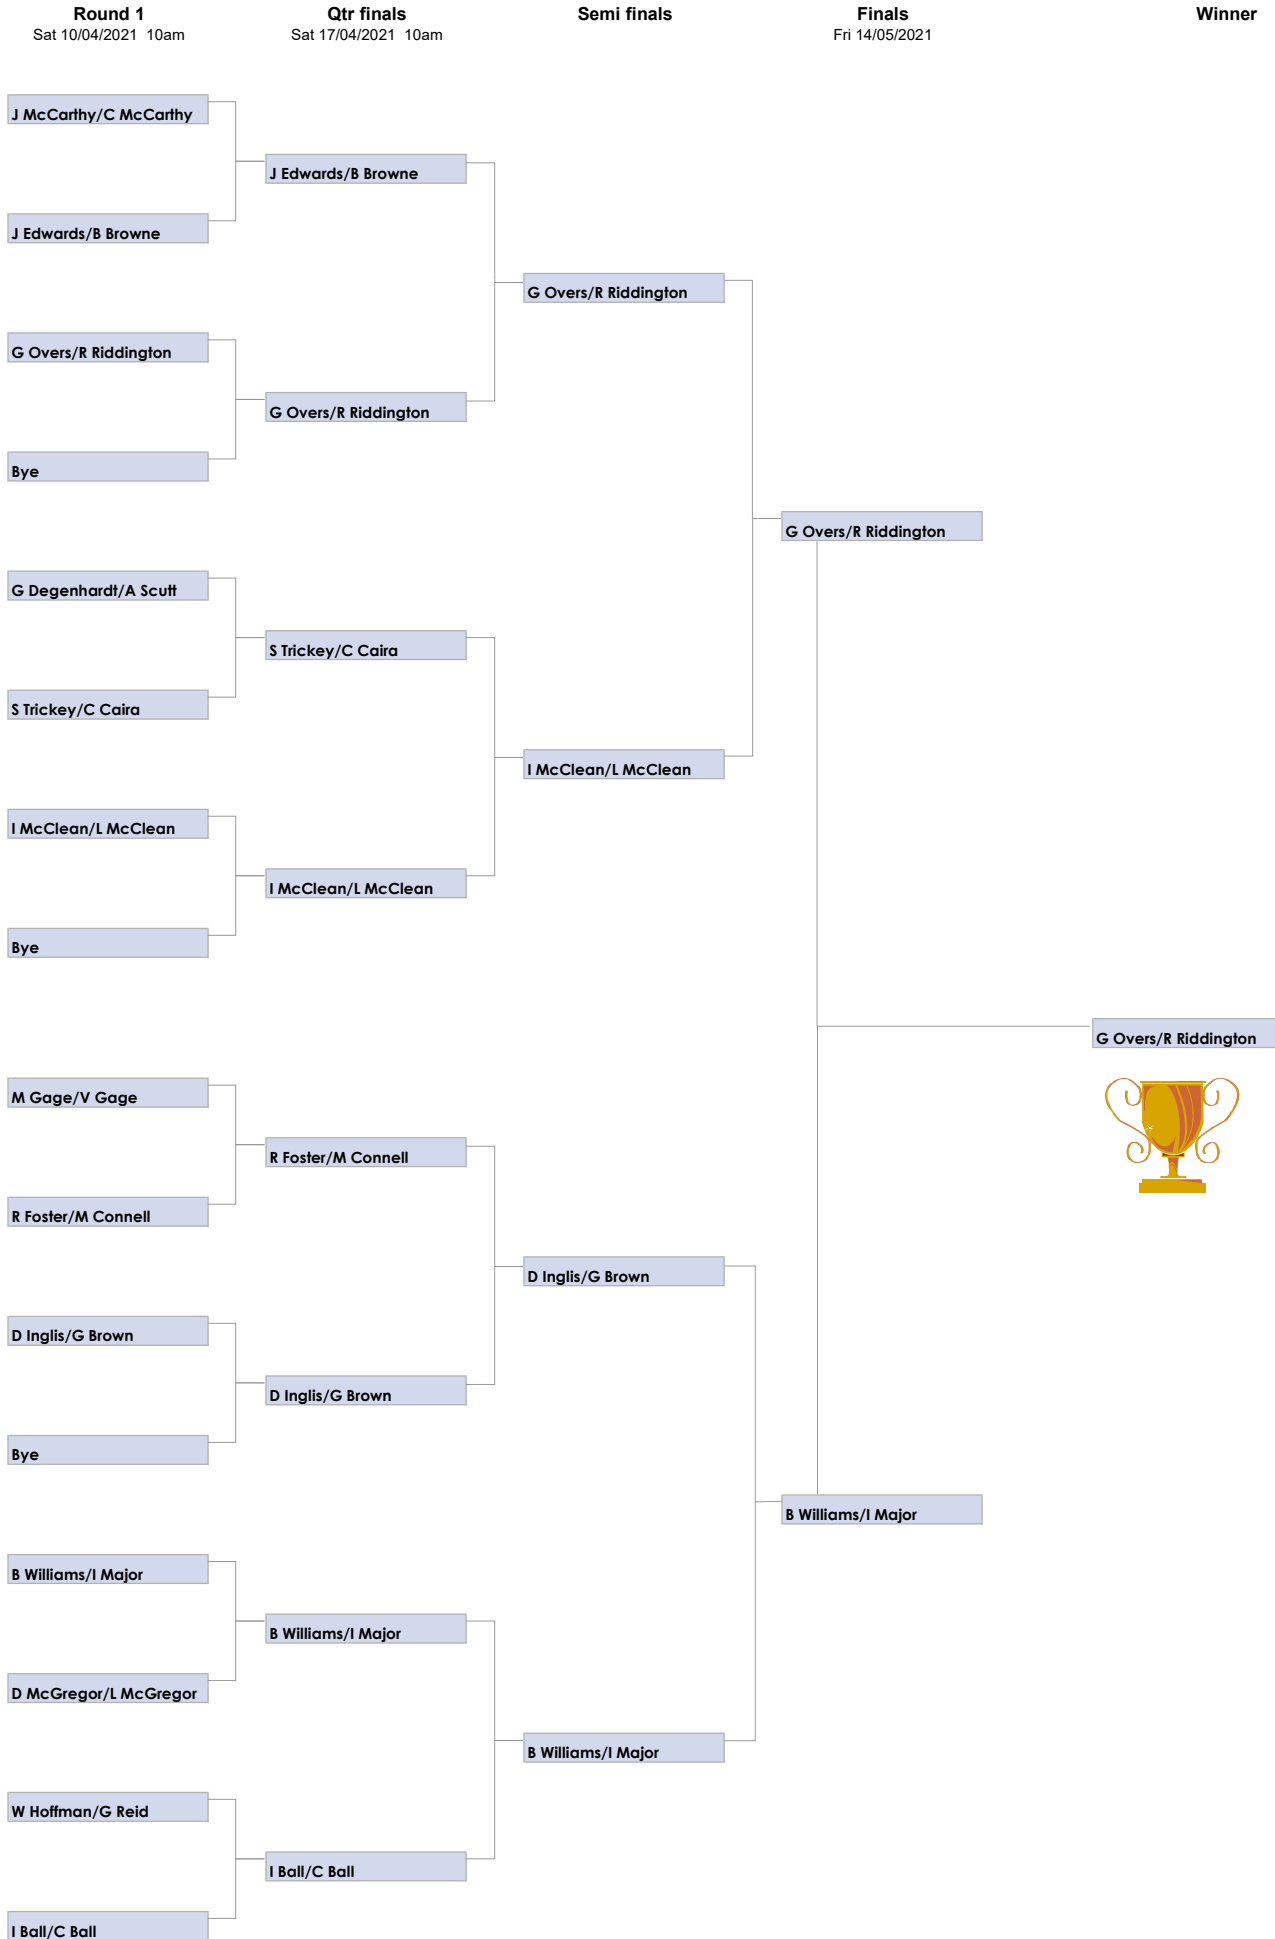 Round 1
Sat 10/04/2021 10am
Qtr finals
Sat 17/04/2021 10am
Semi finals
Finals
Fri 14/05/2021
Winner
J McCarthy/C McCarthy
J Edwards/B Browne
G Overs/R Riddington
Bye
G Degenhardt/A Scutt
S Trickey/C Caira
I McClean/L McClean
Bye
M Gage/V Gage
R Foster/M Connell
D Inglis/G Brown
Bye
B Williams/I Major
D McGregor/L McGregor
W Hoffman/G Reid
I Ball/C Ball
J Edwards/B Browne
G Overs/R Riddington
S Trickey/C Caira
I McClean/L McClean
R Foster/M Connell
D Inglis/G Brown
B Williams/I Major
I Ball/C Ball
G Overs/R Riddington
I McClean/L McClean
D Inglis/G Brown
B Williams/I Major
G Overs/R Riddington
B Williams/I Major
G Overs/R Riddington